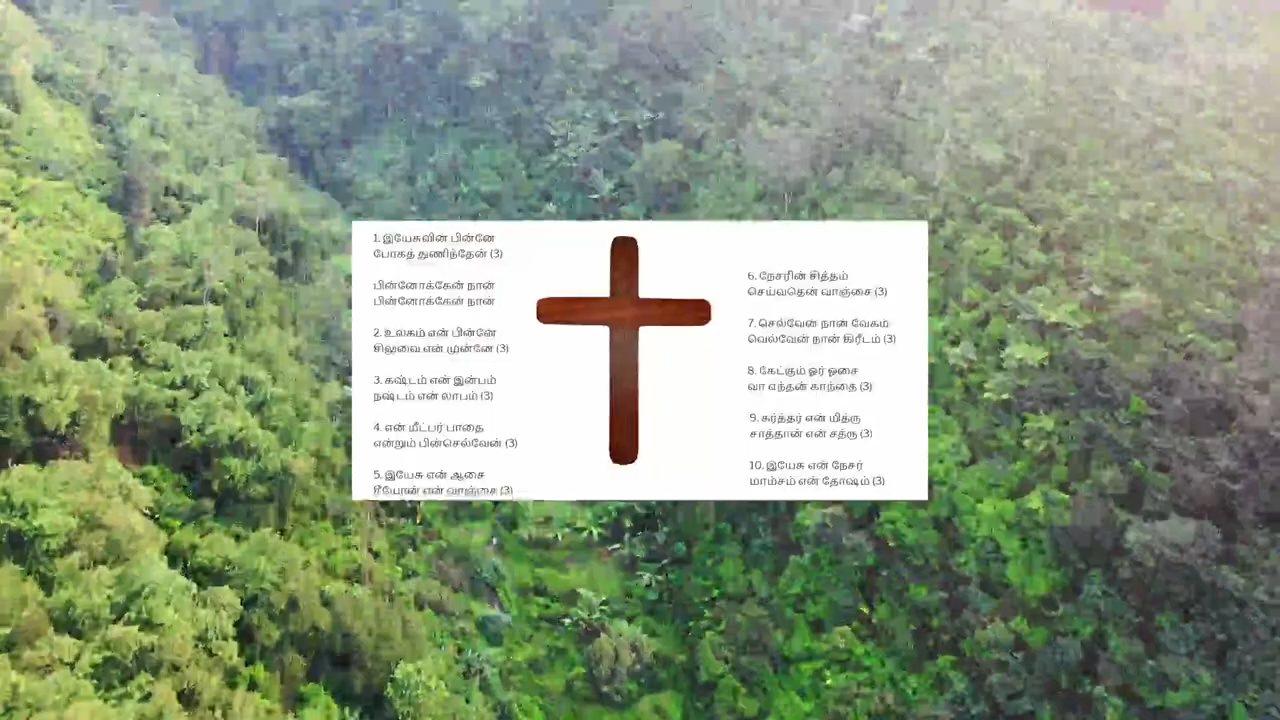 1. இயேசுவின் பின்னே
போகத் துணிந்தேன் (3)
பின்னோக்கேன் நான்
பின்னோக்கேன் நான்
2. உலகம் என் பின்னே
சிலுவை என் முன்னே (3)
3. கஷ்டம் என் இன்பம்
நஷ்டம் என் லாபம் (3)
4. என் மீட்பர் பாதை
என்றும் பின்செல்வேன் (3)
5. இயேசு என் ஆசை
சீயோன் என் வாஞ்சை (3)
6. நேசரின் சித்தம்
செய்வதென் வாஞ்சை (3)
7. செல்வேன் நான் வேகம்
வெல்வேன் நான் கிரீடம் (3)
8. கேட்கும் ஓர் ஓசை
வா எந்தன் காந்தை (3)
9. கர்த்தர் என் மித்ரு
சாத்தான் என் சத்ரு (3)
10. இயேசு என் நேசர்
மாம்சம் என் தோஷம் (3)